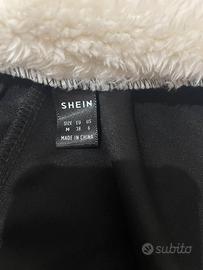 SHEIN
SIZE EU US
M 38 6
MADE IN CHINA
subito